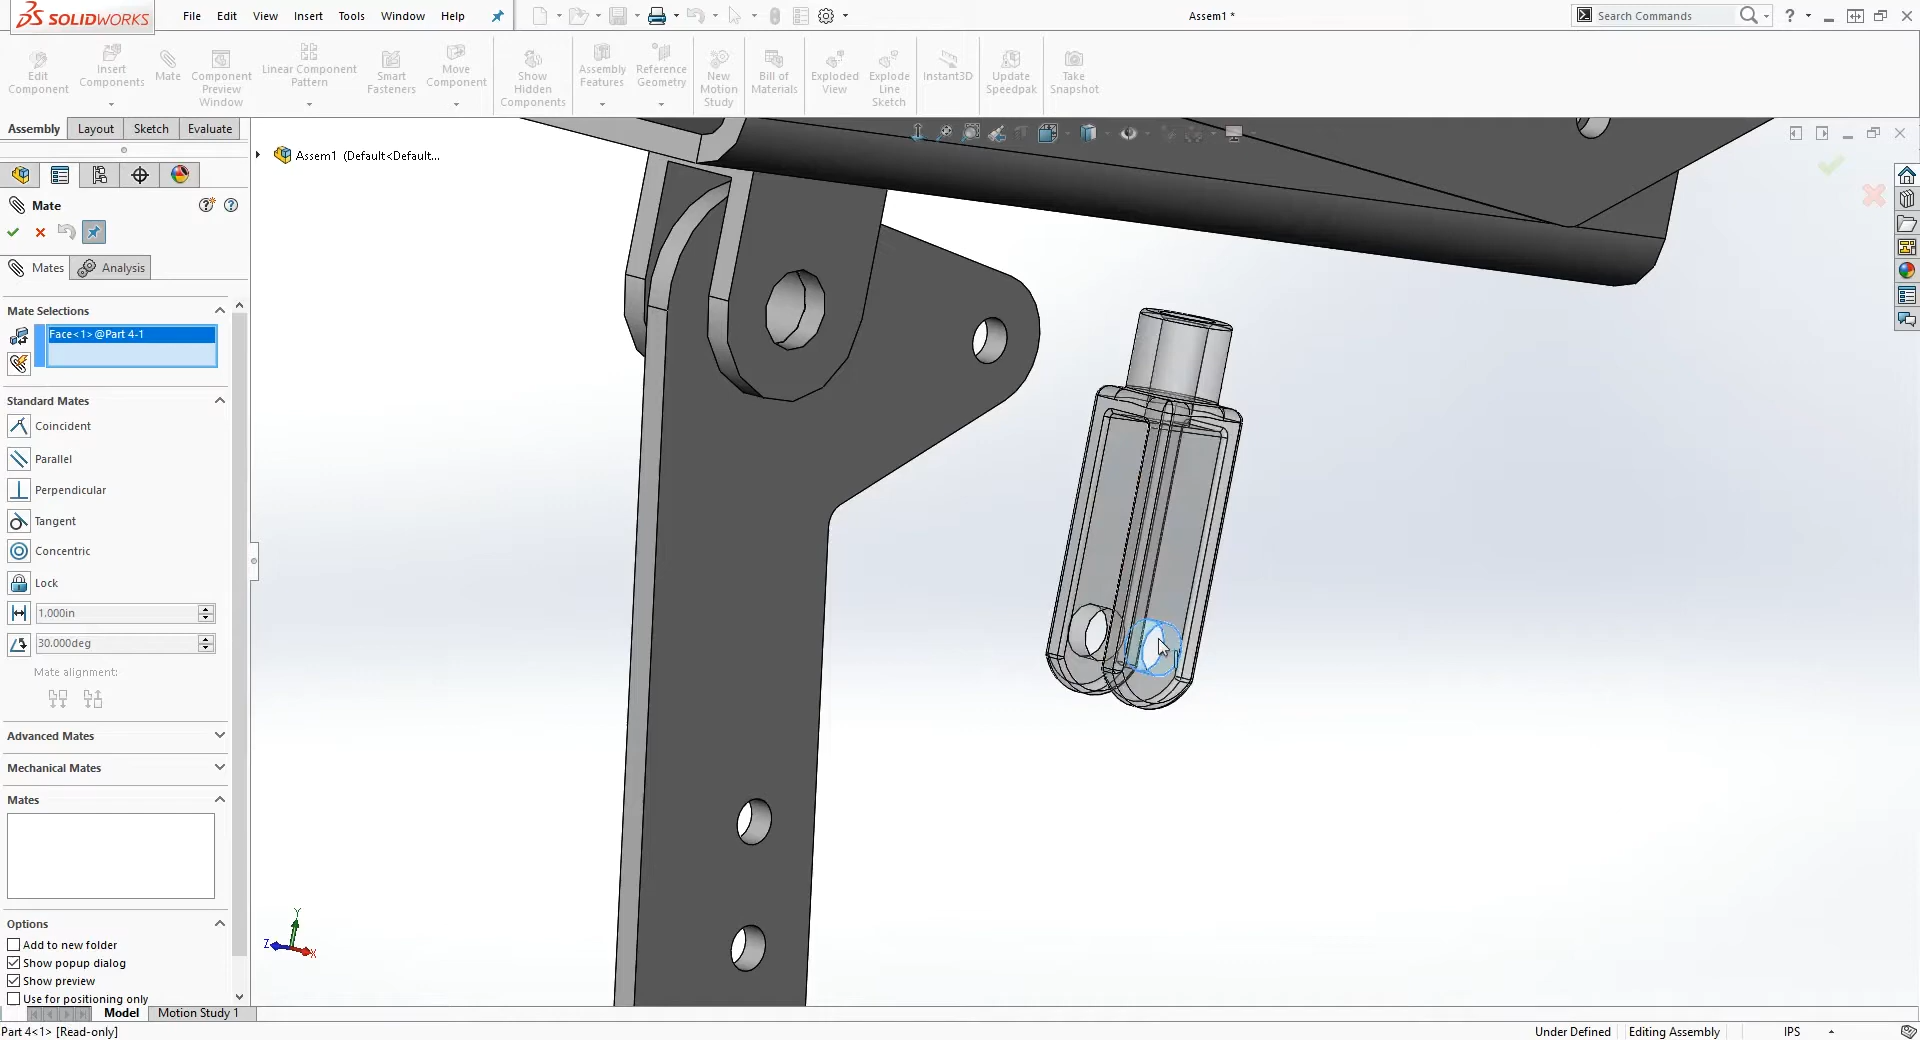 SOLIDWORKS
File Edit View Insert Tools Window Help
Assem1 *
Search Commands
Edit Component
Insert Components
Mate
Component Preview Window
Linear Component Pattern
Smart Fasteners
Move Component
Show Hidden Components
Assembly Features
Reference Geometry
New Motion Study
Bill of Materials
Exploded View
Explode Line Sketch
Instant3D
Update Speedpak
Take Snapshot
Assembly Layout Sketch Evaluate
Assem1 (Default<Default...
Mate
Mates Analysis
Mate Selections
Face<1>@Part 4-1
Standard Mates
Coincident
Parallel
Perpendicular
Tangent
Concentric
Lock
1.000in
30.000deg
Mate alignment:
Advanced Mates
Mechanical Mates
Mates
Options
Add to new folder
Show popup dialog
Show preview
Use for positioning only
Y
Z
X
Model Motion Study 1
Part 4<1> [Read-only]
Under Defined Editing Assembly IPS